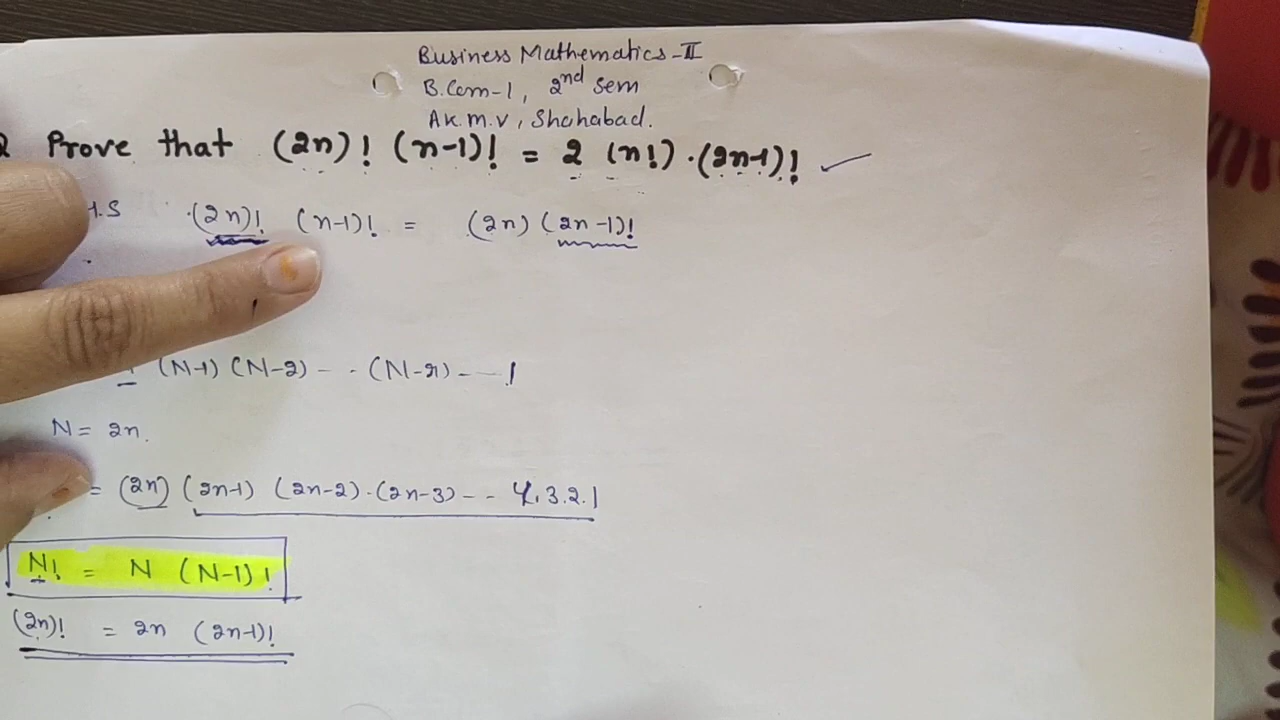 Business Mathematics-II
B.Com-1, 2nd Sem
A.K.M.V, Shahabad.
Prove that (2n)! (n-1)! = 2 (n!) . (2n-1)!
.H.S (2n)! (n-1)! = (2n) (2n-1)!
(N-1) (N-2) -- (N-r) --- 1
N = 2n.
= (2n) (2n-1) (2n-2) . (2n-3) -- 4.3.2.1
N! = N (N-1)!
(2n)! = 2n (2n-1)!